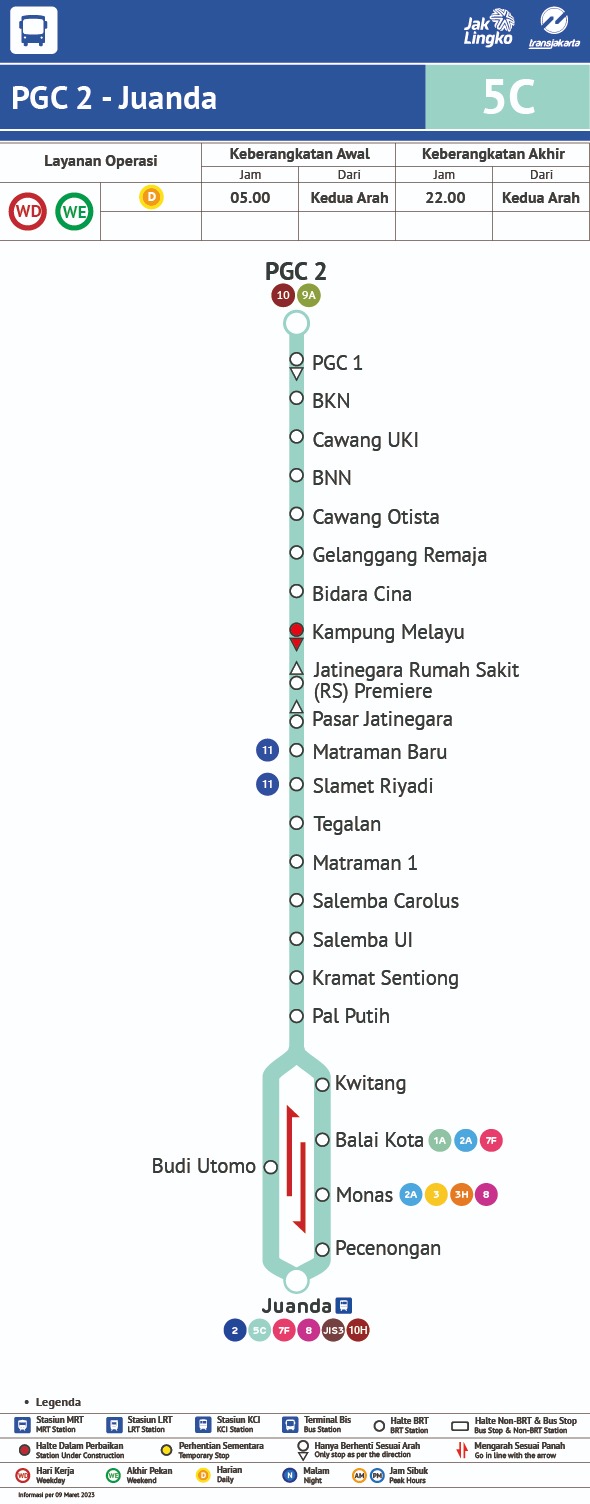 Jak
Lingko
transjakarta
PGC 2 - Juanda
5C
Layanan Operasi
Keberangkatan Awal
Keberangkatan Akhir
Jam
Dari
Jam
Dari
WD
WE
D
05.00
Kedua Arah
22.00
Kedua Arah
PGC 2
10
9A
PGC 1
BKN
Cawang UKI
BNN
Cawang Otista
Gelanggang Remaja
Bidara Cina
Kampung Melayu
Jatinegara Rumah Sakit
(RS) Premiere
Pasar Jatinegara
11
Matraman Baru
11
Slamet Riyadi
Tegalan
Matraman 1
Salemba Carolus
Salemba UI
Kramat Sentiong
Pal Putih
Kwitang
Balai Kota
1A
2A
7F
Budi Utomo
Monas
2A
3
3H
8
Pecenongan
Juanda
2
5C
7F
8
JIS3
10H
• Legenda
Stasiun MRT
MRT Station
Stasiun LRT
LRT Station
Stasiun KCI
KCI Station
Terminal Bis
Bus Station
Halte BRT
BRT Station
Halte Non-BRT & Bus Stop
Bus Stop & Non-BRT Station
Halte Dalam Perbaikan
Station Under Construction
Perhentian Sementara
Temporary Stop
Hanya Berhenti Sesuai Arah
Only stop as per the direction
Mengarah Sesuai Panah
Go in line with the arrow
WD
Hari Kerja
Weekday
WE
Akhir Pekan
Weekend
D
Harian
Daily
N
Malam
Night
AM
PM
Jam Sibuk
Peak Hours
Informasi per 09 Maret 2023